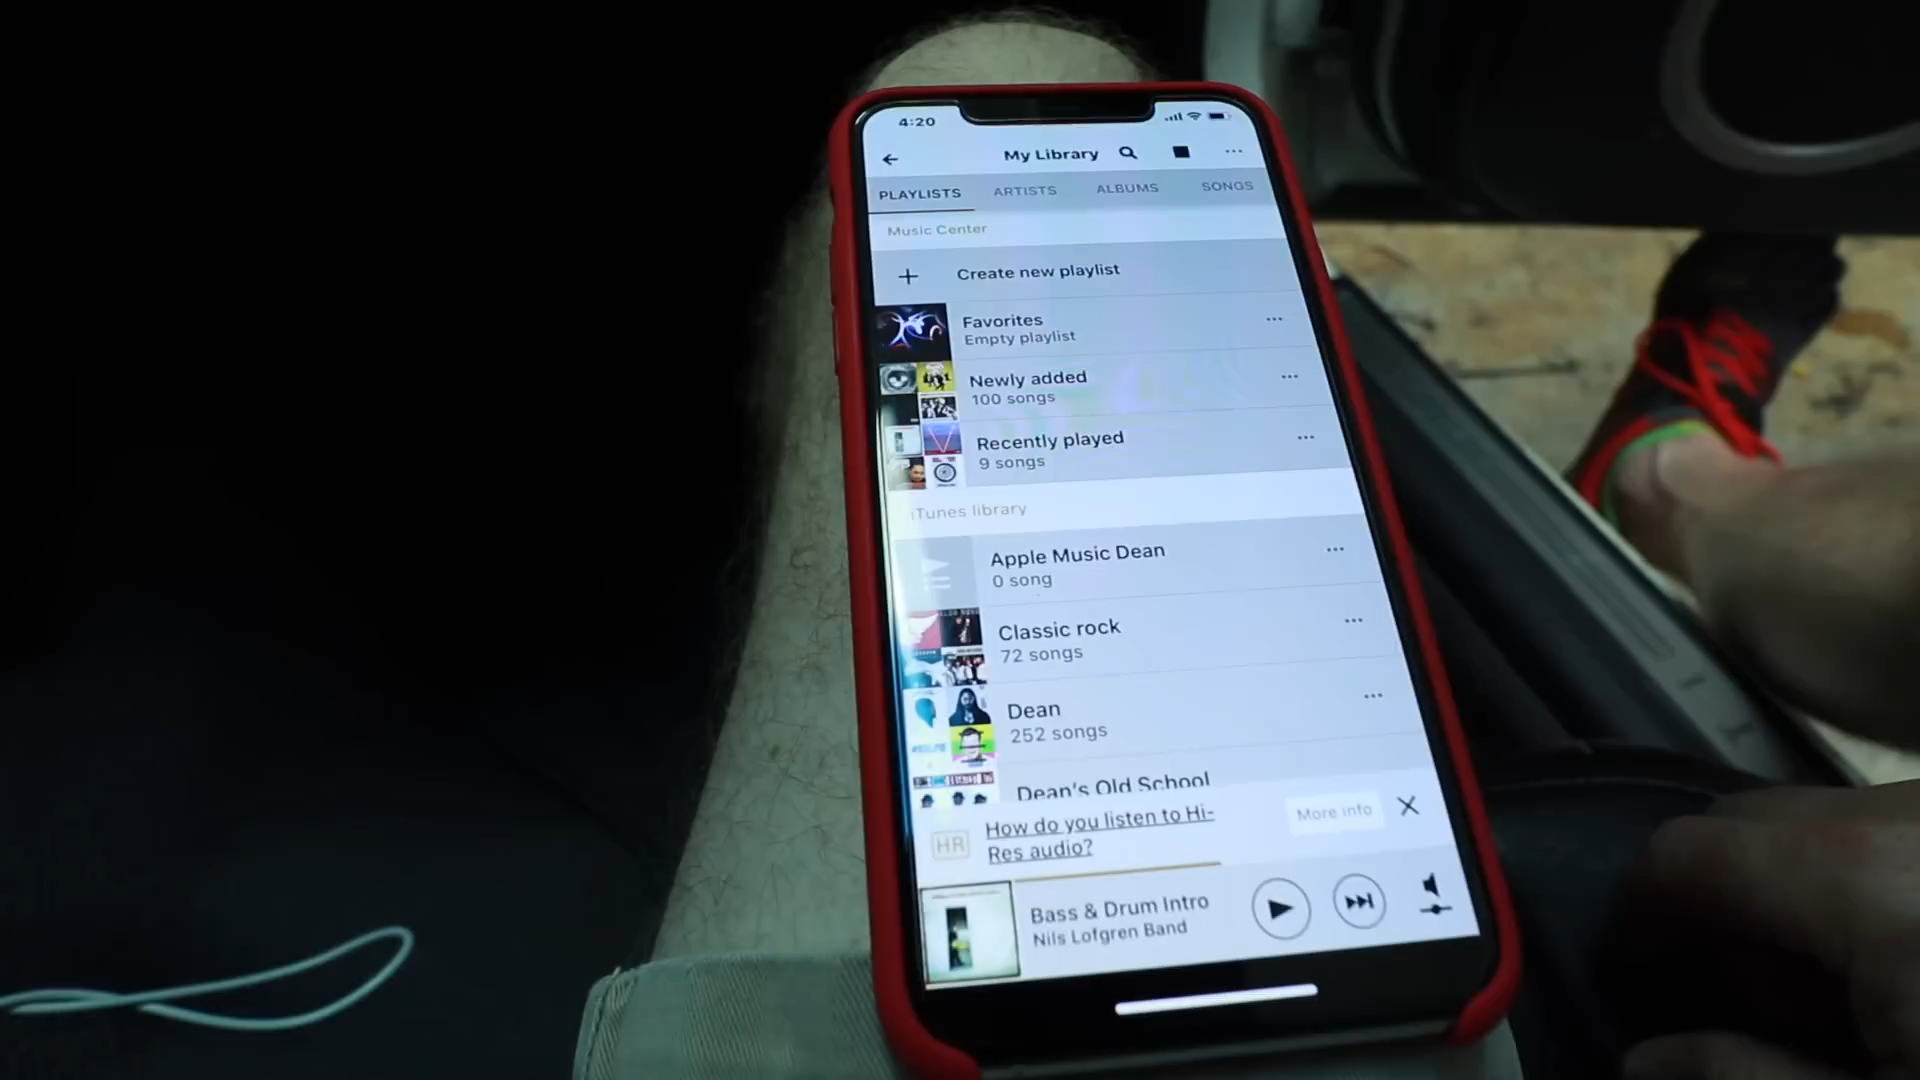 4:20
My Library
PLAYLISTS ARTISTS ALBUMS SONGS
Music Center
Create new playlist
Favorites
Empty playlist
Newly added
100 songs
Recently played
9 songs
iTunes library
Apple Music Dean
0 song
Classic rock
72 songs
Dean
252 songs
Dean's Old School
HR
How do you listen to Hi-
Res audio?
More info
Bass & Drum Intro
Nils Lofgren Band